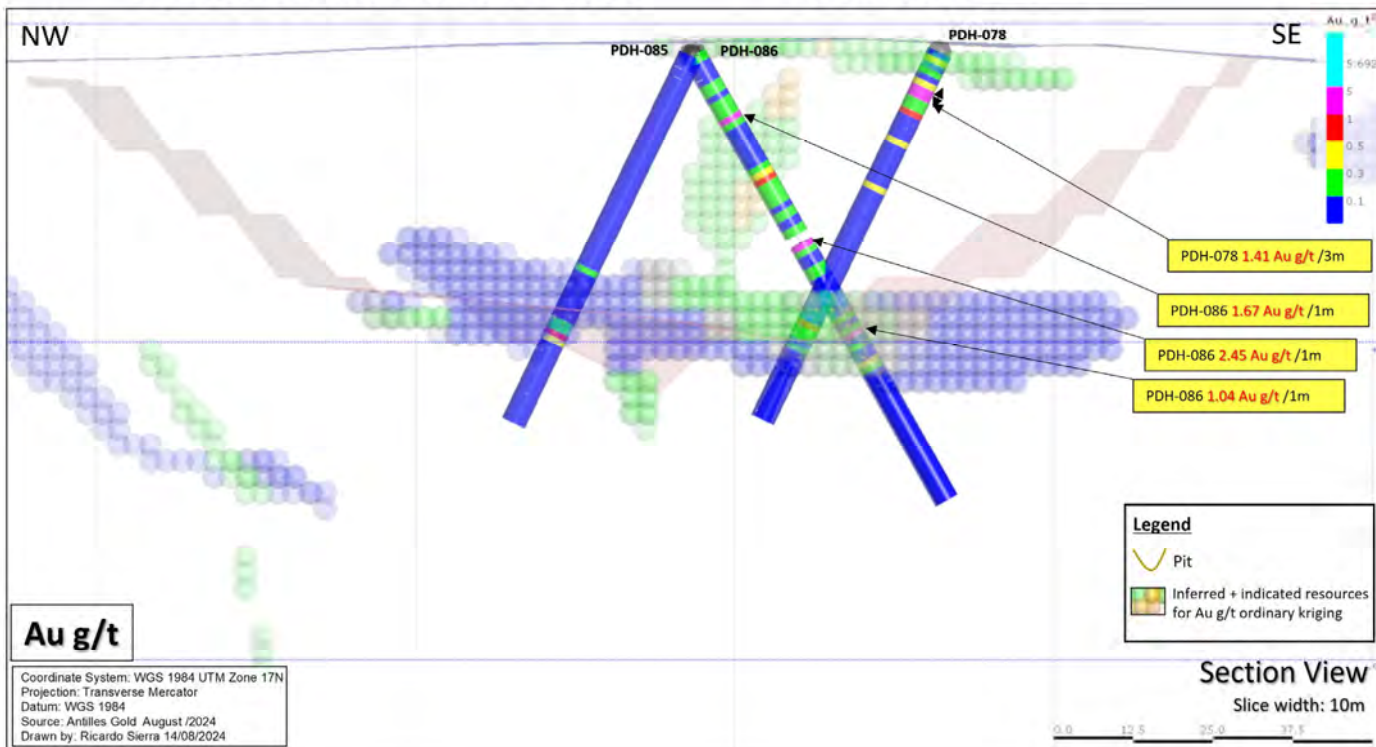 NW
PDH-085
PDH-086
PDH-078
SE
Au, g_t
5:692
5
1
0.5
0.3
0.1
PDH-078 1.41 Au g/t /3m
PDH-086 1.67 Au g/t /1m
PDH-086 2.45 Au g/t /1m
PDH-086 1.04 Au g/t /1m
Legend
Pit
Inferred + indicated resources
for Au g/t ordinary kriging
Au g/t
Coordinate System: WGS 1984 UTM Zone 17N
Projection: Transverse Mercator
Datum: WGS 1984
Source: Antilles Gold August /2024
Drawn by: Ricardo Sierra 14/08/2024
Section View
Slice width: 10m
0.0 12.5 25.0 37.5